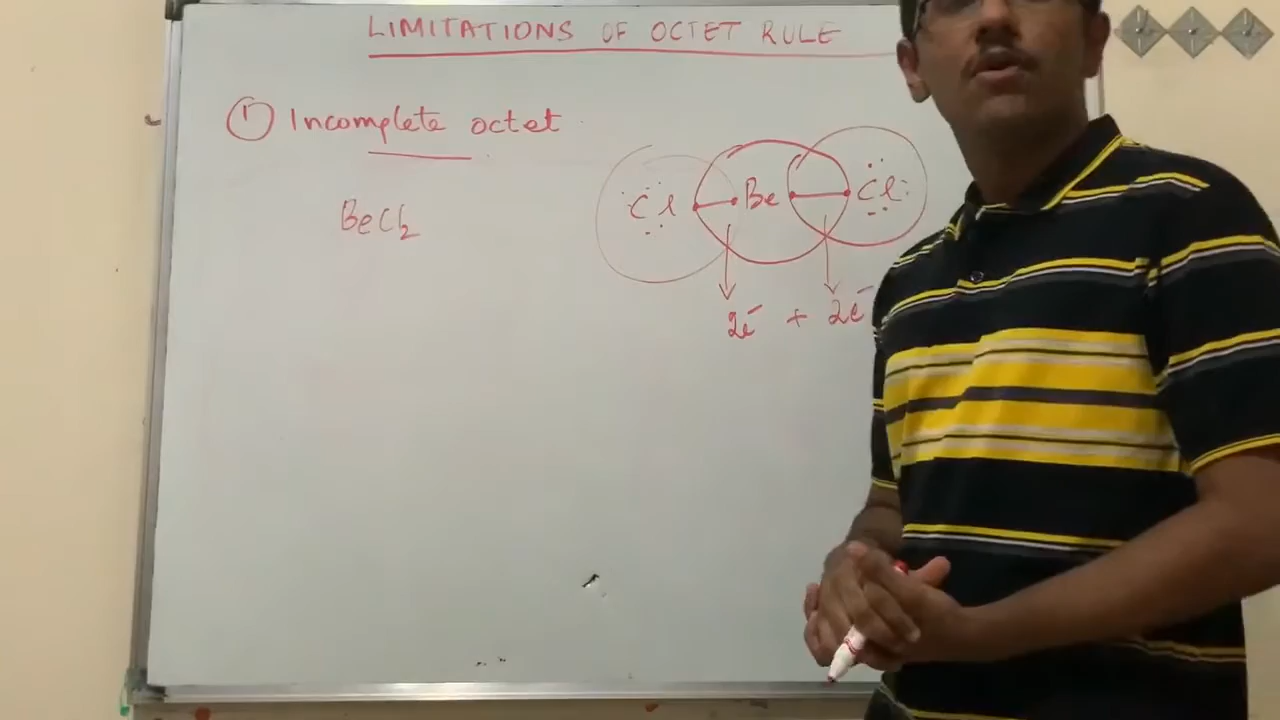 LIMITATIONS OF OCTET RULE
① Incomplete octet
Cl Be Cl
BeCl₂
2e⁻ + 2e⁻